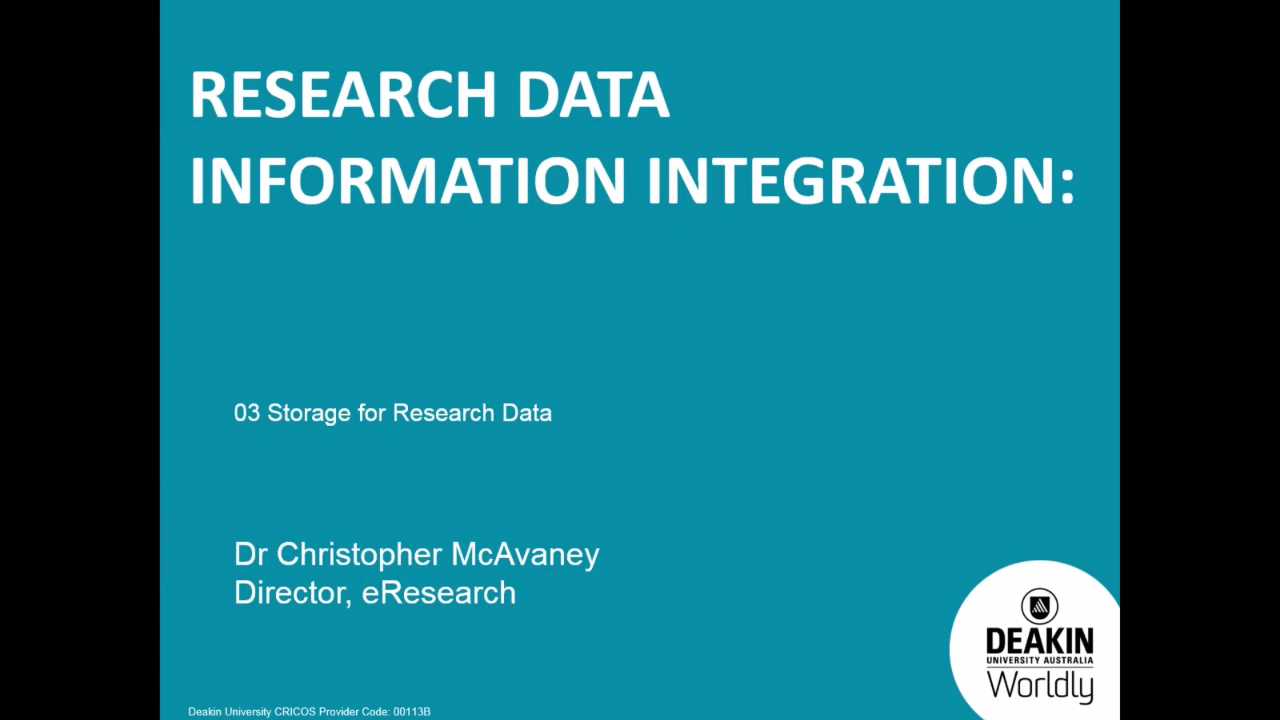 RESEARCH DATA
INFORMATION INTEGRATION:
03 Storage for Research Data
Dr Christopher McAvaney
Director, eResearch
DEAKIN
UNIVERSITY AUSTRALIA
Worldly
Deakin University CRICOS Provider Code: 00113B